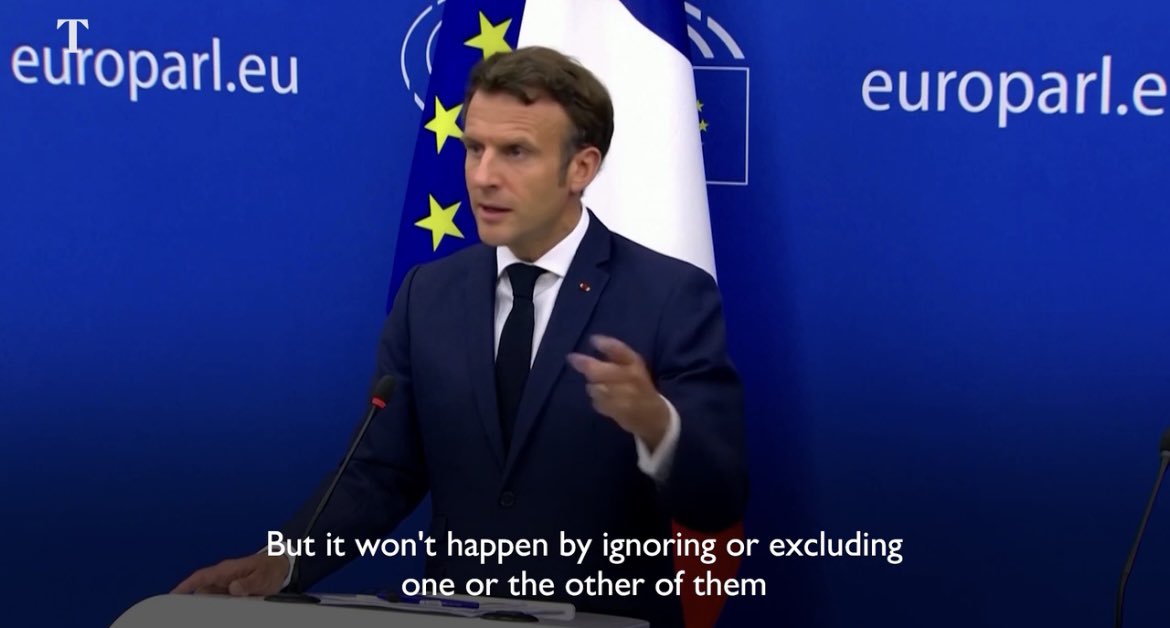 T
europarl.eu
europarl.e
But it won't happen by ignoring or excluding
one or the other of them